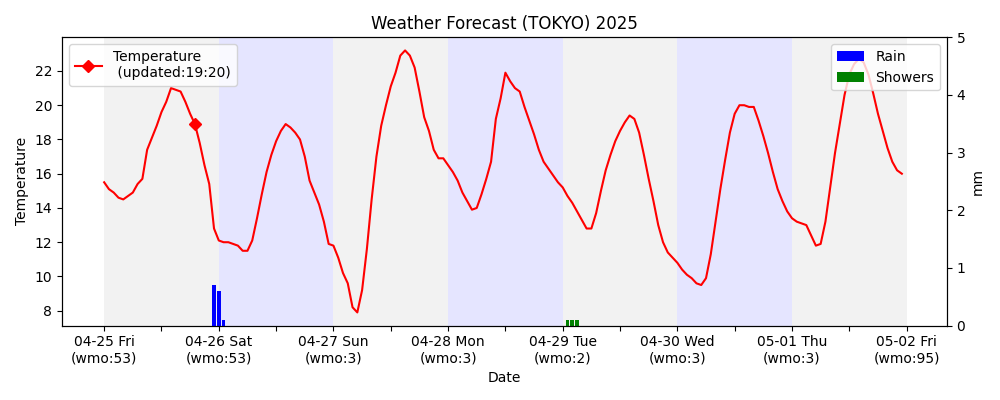 Weather Forecast (TOKYO) 2025
Temperature
(updated:19:20)
Rain
Showers
Temperature
22
20
18
16
14
12
10
8
5
4
3
2
1
0
mm
04-25 Fri
(wmo:53)
04-26 Sat
(wmo:53)
04-27 Sun
(wmo:3)
04-28 Mon
(wmo:3)
04-29 Tue
(wmo:2)
04-30 Wed
(wmo:3)
05-01 Thu
(wmo:3)
05-02 Fri
(wmo:95)
Date